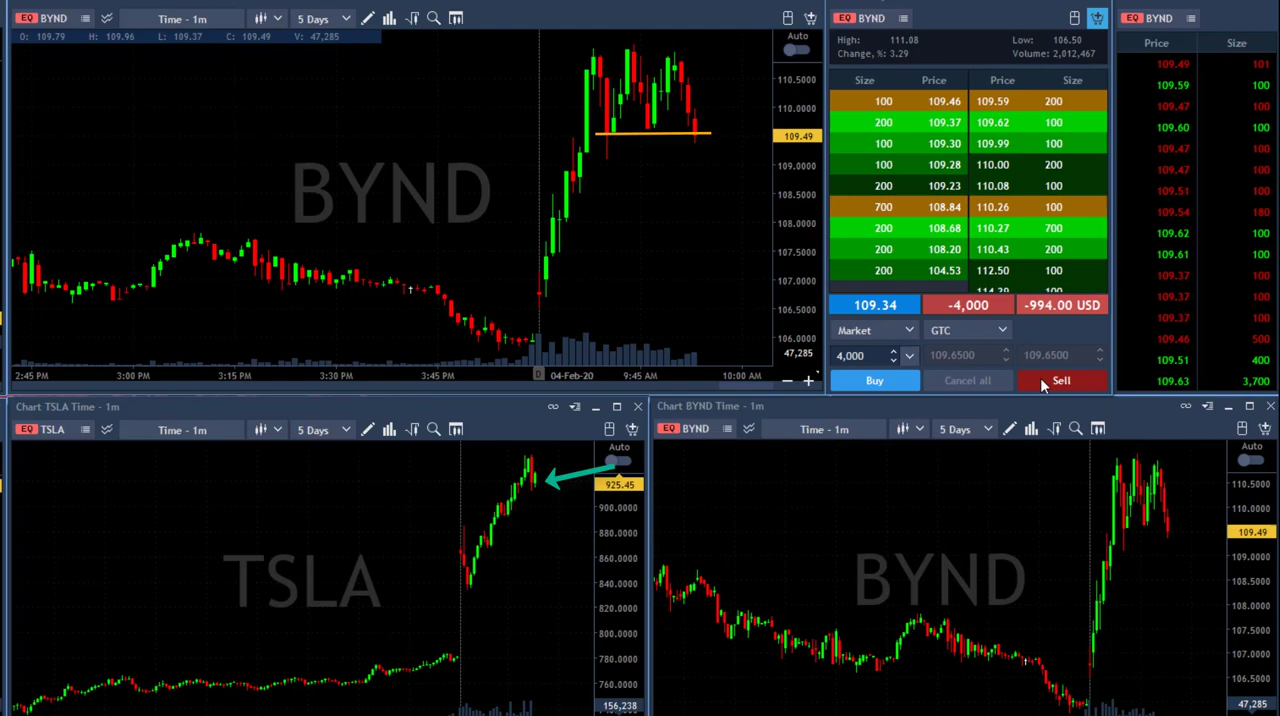 EQ BYND Time - 1m 5 Days
O: 109.79 H: 109.96 L: 109.37 C: 109.49 V: 47,285
Auto
110.5000
110.0000
109.49
109.0000
108.5000
108.0000
107.5000
107.0000
106.5000
106.0000
47,285
BYND
2:45 PM 3:00 PM 3:15 PM 3:30 PM 3:45 PM D 04-Feb-20 9:45 AM 10:00 AM
EQ BYND
High: 111.08 Low: 106.50
Change, %: 3.29 Volume: 2,012,467
Size Price Price Size
100 109.46 109.59 200
200 109.37 109.62 100
100 109.30 109.99 100
200 109.28 110.00 100
200 109.23 110.08 100
700 108.84 110.26 100
200 108.68 110.27 700
200 108.20 110.43 100
200 104.53 112.50 100
114.29 100
109.34 -4,000 -994.00 USD
Market GTC
4,000 109.6500 109.6500
Buy Cancel all Sell
EQ BYND
Price Size
109.49 101
109.59 100
109.47 100
109.60 100
109.47 100
109.47 100
109.51 100
109.54 180
109.62 100
109.61 100
109.37 100
109.37 100
109.37 100
109.46 500
109.51 400
109.63 3,700
Chart TSLA Time - 1m
EQ TSLA Time - 1m 5 Days
Auto
925.45
900.0000
880.0000
860.0000
840.0000
820.0000
800.0000
780.0000
760.0000
156,238
TSLA
Chart BYND Time - 1m
EQ BYND Time - 1m 5 Days
Auto
110.5000
110.0000
109.49
109.0000
108.5000
108.0000
107.5000
107.0000
106.5000
47,285
BYND